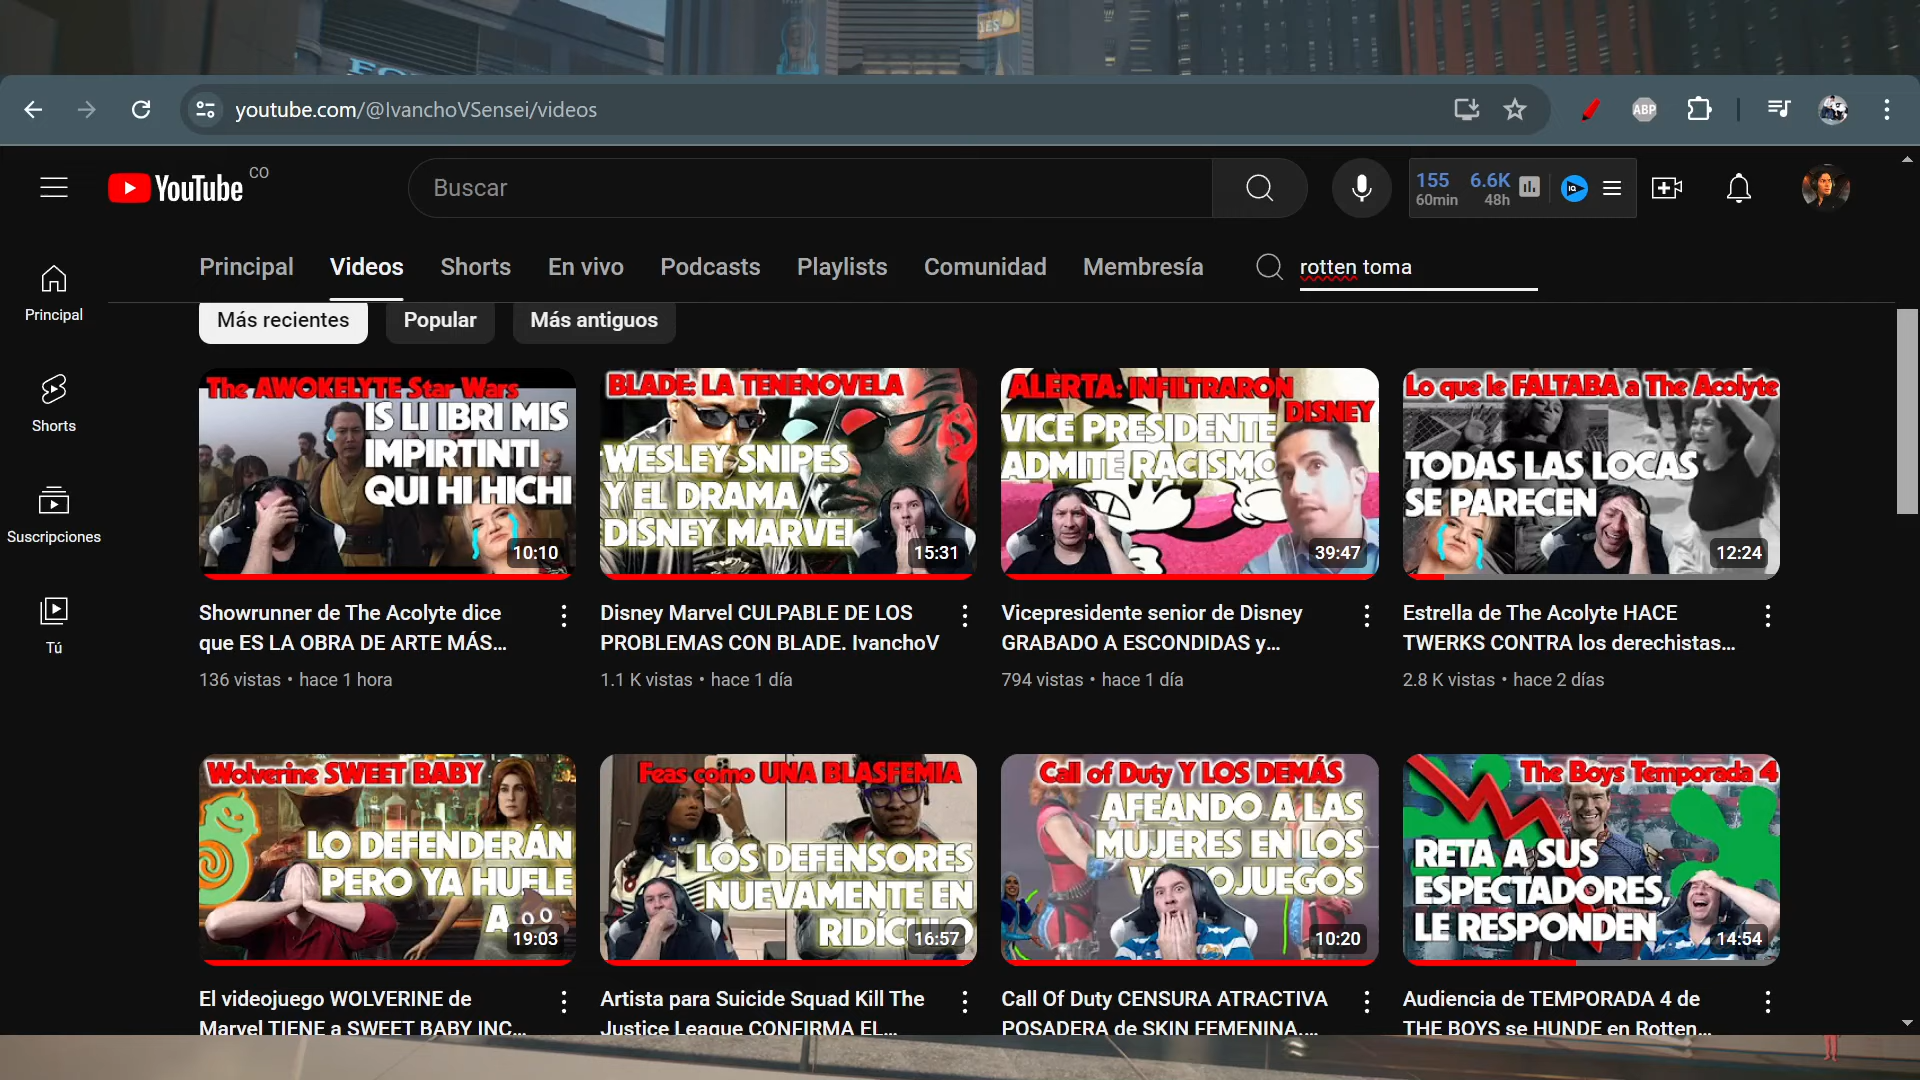 youtube.com/@IvanchoVSensei/videos
ABP
YouTube CO
Buscar
155 6.6K
60min 48h
Principal Videos Shorts En vivo Podcasts Playlists Comunidad Membresía rotten toma
Principal
Shorts
Suscripciones
Tú
Más recientes Popular Más antiguos
The AWOKELYTE Star Wars
IS LI IBRI MIS
IMPIRTINTI
QUI HI HICHI
10:10
BLADE: LA TENENOVELA
WESLEY SNIPES
Y EL DRAMA
DISNEY MARVEL
15:31
ALERTA: INFILTRARON
DISNEY
VICE PRESIDENTE
ADMITE RACISMO
39:47
Lo que le FALTABA a The Acolyte
TODAS LAS LOCAS
SE PARECEN
12:24
Showrunner de The Acolyte dice
que ES LA OBRA DE ARTE MÁS...
136 vistas • hace 1 hora
Disney Marvel CULPABLE DE LOS
PROBLEMAS CON BLADE. IvanchoV
1.1 K vistas • hace 1 día
Vicepresidente senior de Disney
GRABADO A ESCONDIDAS y...
794 vistas • hace 1 día
Estrella de The Acolyte HACE
TWERKS CONTRA los derechistas...
2.8 K vistas • hace 2 días
Wolverine SWEET BABY
LO DEFENDERÁN
PERO YA HUELE
A
19:03
Feas como UNA BLASFEMIA
LOS DEFENSORES
NUEVAMENTE EN
RIDÍCULO
16:57
Call of Duty Y LOS DEMÁS
AFEANDO A LAS
MUJERES EN LOS
VIDEOJUEGOS
10:20
The Boys Temporada 4
RETA A SUS
ESPECTADORES,
LE RESPONDEN
14:54
El videojuego WOLVERINE de
Marvel TIENE a SWEET BABY INC...
Artista para Suicide Squad Kill The
Justice League CONFIRMA EL...
Call Of Duty CENSURA ATRACTIVA
POSADERA de SKIN FEMENINA....
Audiencia de TEMPORADA 4 de
THE BOYS se HUNDE en Rotten...